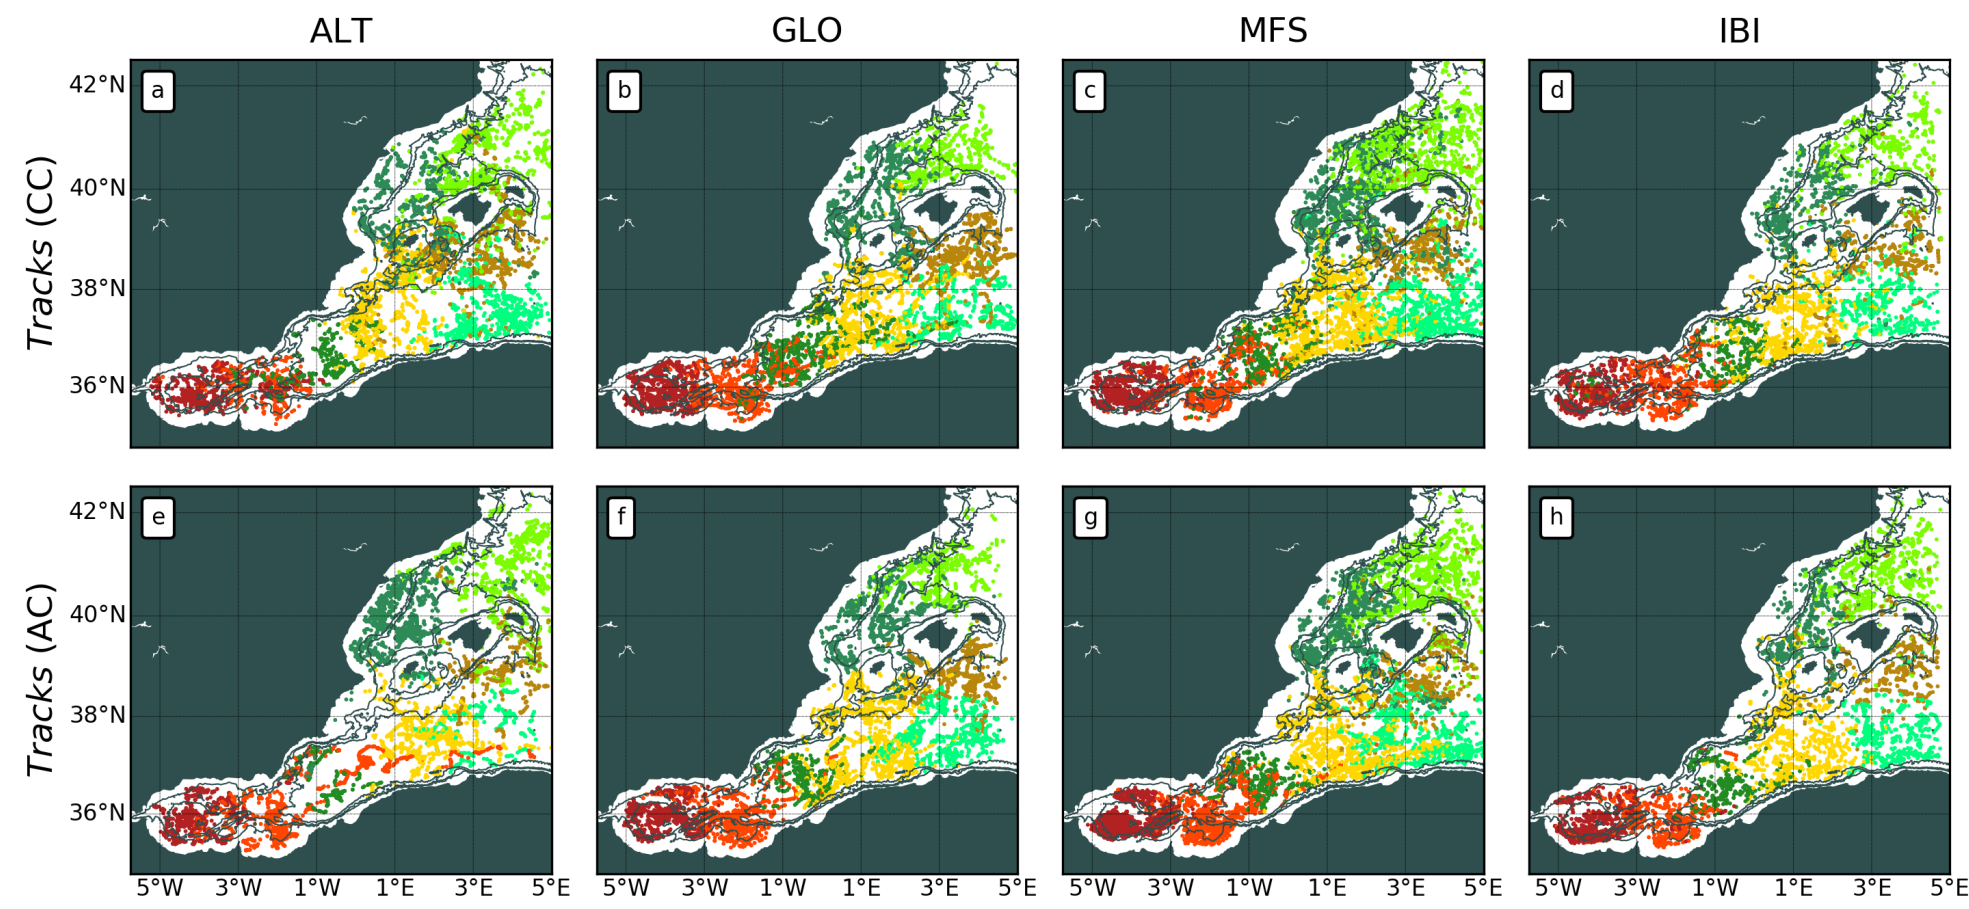 ALT GLO MFS IBI
Tracks (CC)
42°N
40°N
38°N
36°N
a b c d
Tracks (AC)
42°N
40°N
38°N
36°N
e f g h
5°W 3°W 1°W 1°E 3°E 5°E 5°W 3°W 1°W 1°E 3°E 5°E 5°W 3°W 1°W 1°E 3°E 5°E 5°W 3°W 1°W 1°E 3°E 5°E